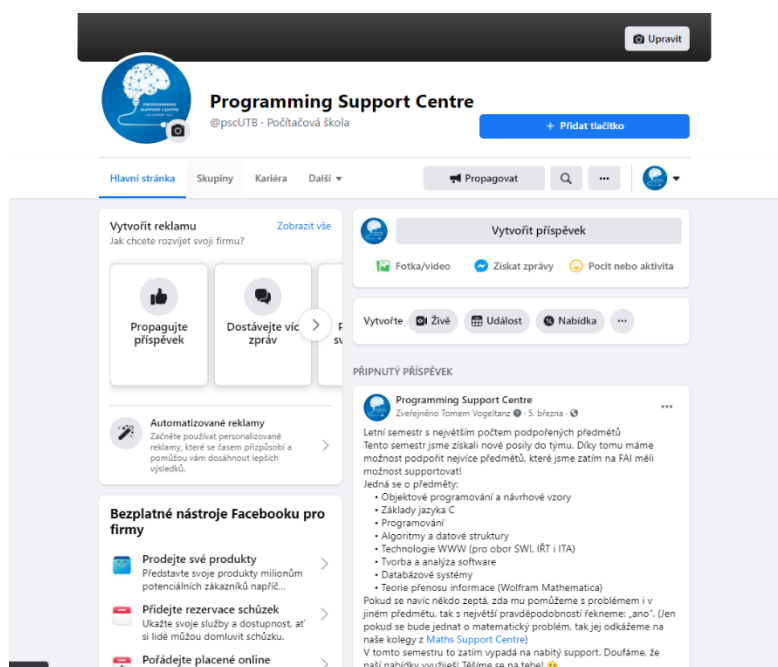 Upravit
PROGRAMMING
SUPPORT CENTRE
Programming Support Centre
@pscUTB · Počítačová škola
+ Přidat tlačítko
Hlavní stránka Skupiny Kariéra Další
Propagovat
Vytvořit reklamu Zobrazit vše
Jak chcete rozvíjet svoji firmu?
Propagujte
příspěvek
Dostávejte víc
zpráv
Automatizované reklamy
Začněte používat personalizované
reklamy, které se časem přizpůsobí a
pomůžou vám dosáhnout lepších
výsledků.
Bezplatné nástroje Facebooku pro
firmy
Prodejte své produkty
Představte svoje produkty milionům
potenciálních zákazníků napříč...
Přidejte rezervace schůzek
Ukažte svoje služby a dostupnost, ať
si lidé můžou domluvit schůzku.
Pořádejte placené online
Vytvořit příspěvek
Fotka/video Získat zprávy Pocit nebo aktivita
Vytvořte Živě Událost Nabídka ...
PŘIPNUTÝ PŘÍSPĚVEK
Programming Support Centre
Zveřejněno Tomem Vogeltanz · 5. března ·
Letní semestr s největším počtem podpořených předmětů
Tento semestr jsme získali nové posily do týmu. Díky tomu máme
možnost podpořit nejvíce předmětů, které jsme zatím na FAI měli
možnost supportovat!
Jedná se o předměty:
• Objektové programování a návrhové vzory
• Základy jazyka C
• Programování
• Algoritmy a datové struktury
• Technologie WWW (pro obor SWI, IŘT i ITA)
• Tvorba a analýza software
• Databázové systémy
• Teorie přenosu informace (Wolfram Mathematica)
Pokud se navíc někdo zeptá, zda mu pomůžeme s problémem i v
jiném předmětu, tak s největší pravděpodobností řekneme: „ano“. (Jen
pokud se bude jednat o matematický problém, tak jej odkážeme na
naše kolegy z Maths Support Centre)
V tomto semestru to zatím vypadá na nabitý support. Doufáme, že
naší nabídky využiješ! Těšíme se na tebe!